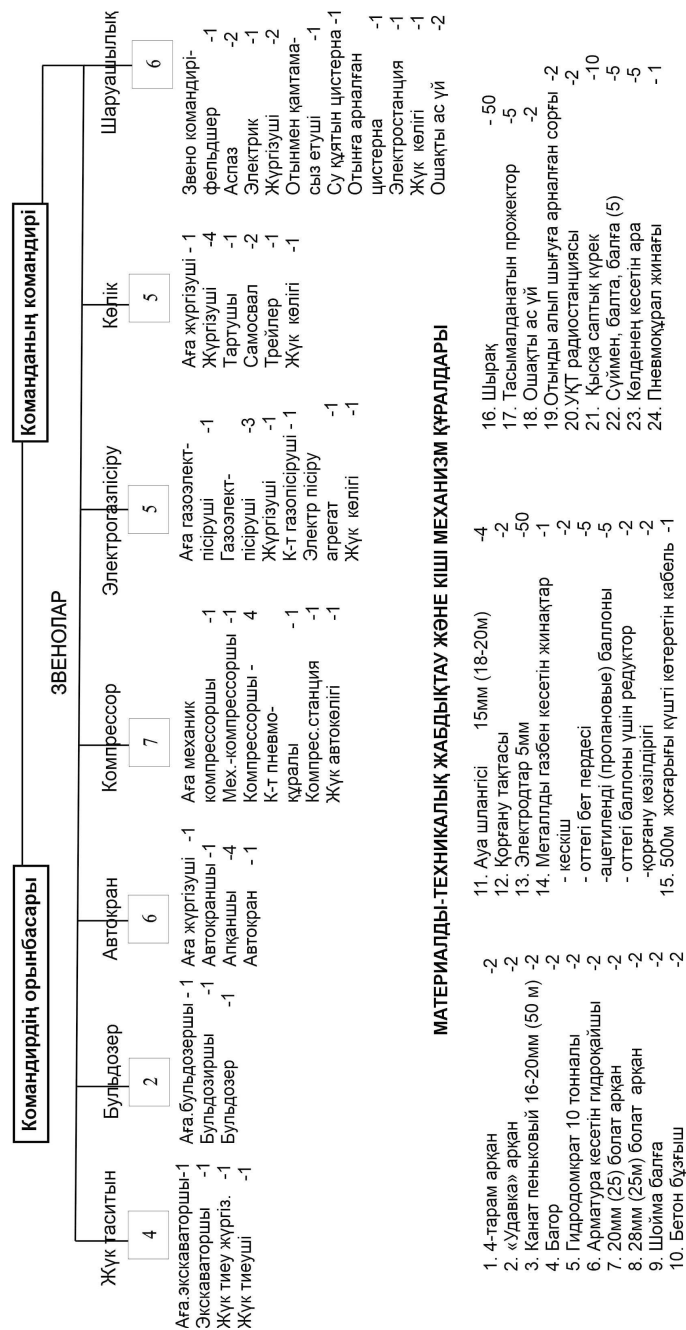 Командирдің орынбасары
Команданың командирі
ЗВЕНОЛАР
Жүк таситын
4
Аға.экскаваторшы-1
Экскаваторшы -1
Жүк тиеу жүргіз. -1
Жүк тиеуші -1
Бульдозер
2
Аға.бульдозершы - 1
Бульдозиршы -1
Бульдозер -1
Автокран
6
Аға жүргізуші -1
Автокраншы -1
Апқаншы -4
Автокран - 1
Компрессор
7
Аға механик
компрессоршы -1
Мех.-компрессоршы -1
Компрессоршы - 4
К-т пневмо-
құралы - 1
Компрес.станция -1
Жүк автокөлігі -1
Электрогазпісіру
5
Аға газоэлект-
пісіруші -1
Газоэлект-
пісіруші -3
Жүргізуші -1
К-т газопісіруші - 1
Электр пісіру
агрегат -1
Жүк көлігі -1
Көлік
5
Аға жүргізуші - 1
Жүргізуші -4
Тартушы -1
Самосвал -2
Трейлер -1
Жүк көлігі -1
Шаруашылық
6
Звено командирі-
фельдшер -1
Аспаз -2
Электрик -1
Жүргізуші -2
Отынмен қамтама-
сыз етуші -1
Су құятын цистерна -1
Отынға арналған
цистерна -1
Электростанция -1
Жүк көлігі -1
Ошақты ас үй -2
МАТЕРИАЛДЫ-ТЕХНИКАЛЫҚ ЖАБДЫҚТАУ ЖӘНЕ КІШІ МЕХАНИЗМ ҚҰРАЛДАРЫ
1. 4-тарам арқан -2
2. «Удавка» арқан -2
3. Канат пеньковый 16-20мм (50 м) -2
4. Багор -2
5. Гидродомкрат 10 тонналы -2
6. Арматура кесетін гидроқайшы -2
7. 20мм (25) болат арқан -2
8. 28мм (25м) болат арқан -2
9. Шойма балға -2
10. Бетон бұзғыш -2
11. Ауа шлангісі 15мм (18-20м) -4
12. Қорғану тақтасы -2
13. Электродтар 5мм -50
14. Металлды газбен кесетін жинақтар -1
- кескіш -2
- оттегі бет пердесі -5
-ацетиленді (пропановые) баллоны -5
- оттегі баллоны үшін редуктор -2
-қорғану көзілдірігі -2
15. 500м жоғарығы күшті көтеретін кабель -1
16. Шырақ - 50
17. Тасымалданатын прожектор -5
18. Ошақты ас үй -2
19.Отынды алып шығуға арналған сорғы -2
20.УҚТ радиостанциясы -2
21. Қысқа саптық күрек -10
22. Сүймен, балта, балға (5) -5
23. Көлденең кесетін ара -5
24. Пневмоқұрал жинағы - 1